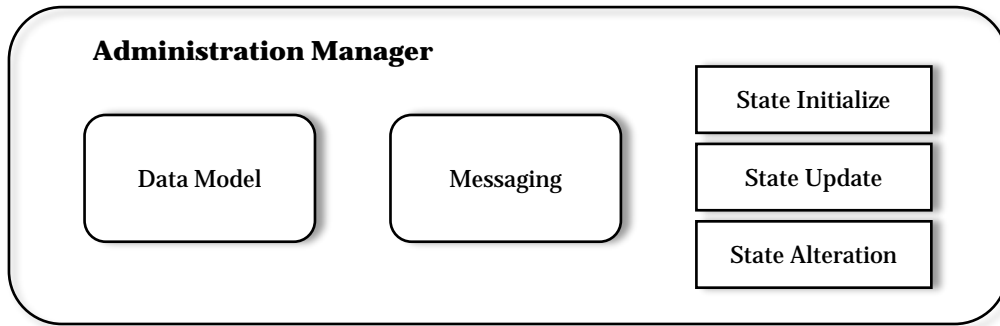 Administration Manager
Data Model
Messaging
State Initialize
State Update
State Alteration